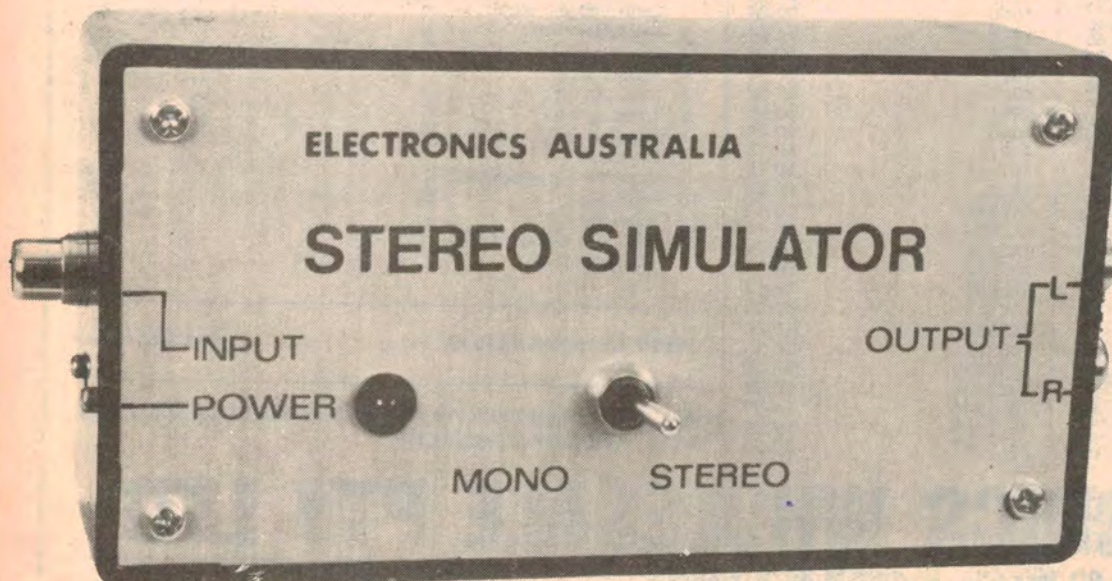 ELECTRONICS AUSTRALIA
STEREO SIMULATOR
INPUT
OUTPUT
L
R
POWER
MONO STEREO